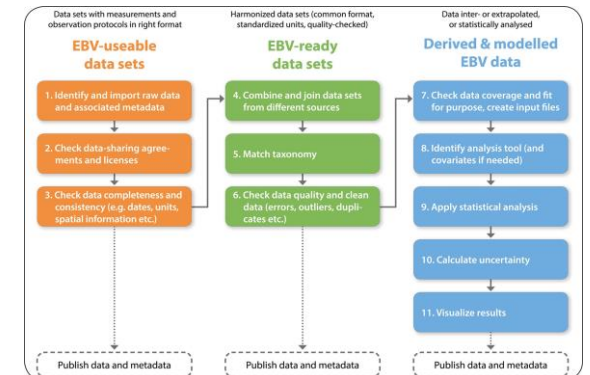 Data sets with measurements and
observation protocols in right format
EBV-useable
data sets
1. Identify and import raw data
and associated metadata
2. Check data-sharing agree-
ments and licenses
3. Check data completeness and
consistency (e.g. dates, units,
spatial information etc.)
Publish data and metadata
Harmonized data sets (common format,
standardized units, quality-checked)
EBV-ready
data sets
4. Combine and join data sets
from different sources
5. Match taxonomy
6. Check data quality and clean
data (errors, outliers, dupli-
cates etc.)
Publish data and metadata
Data inter- or extrapolated,
or statistically analysed
Derived & modelled
EBV data
7. Check data coverage and fit
for purpose, create input files
8. Identify analysis tool (and
covariates if needed)
9. Apply statistical analysis
10. Calculate uncertainty
11. Visualize results
Publish data and metadata